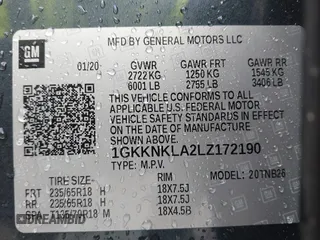 GM
MFD BY GENERAL MOTORS LLC
01/20 GVWR GAWR FRT GAWR RR
2722 KG 1250 KG 1545 KG
6001 LB 2755 LB 3406 LB
THIS VEHICLE CONFORMS TO ALL
APPLICABLE U.S. FEDERAL MOTOR
VEHICLE SAFETY STANDARDS IN
EFFECT ON THE DATE OF
MANUFACTURE SHOWN ABOVE.
1GKKNKLA2LZ172190
TYPE: M.P.V. MODEL: 20TNB26
TIRE SIZE RIM
FRT 235/65R18 H 18X7.5J
RR 235/65R18 H 18X7.5J
SPA T135/70R18 M 18X4.5B